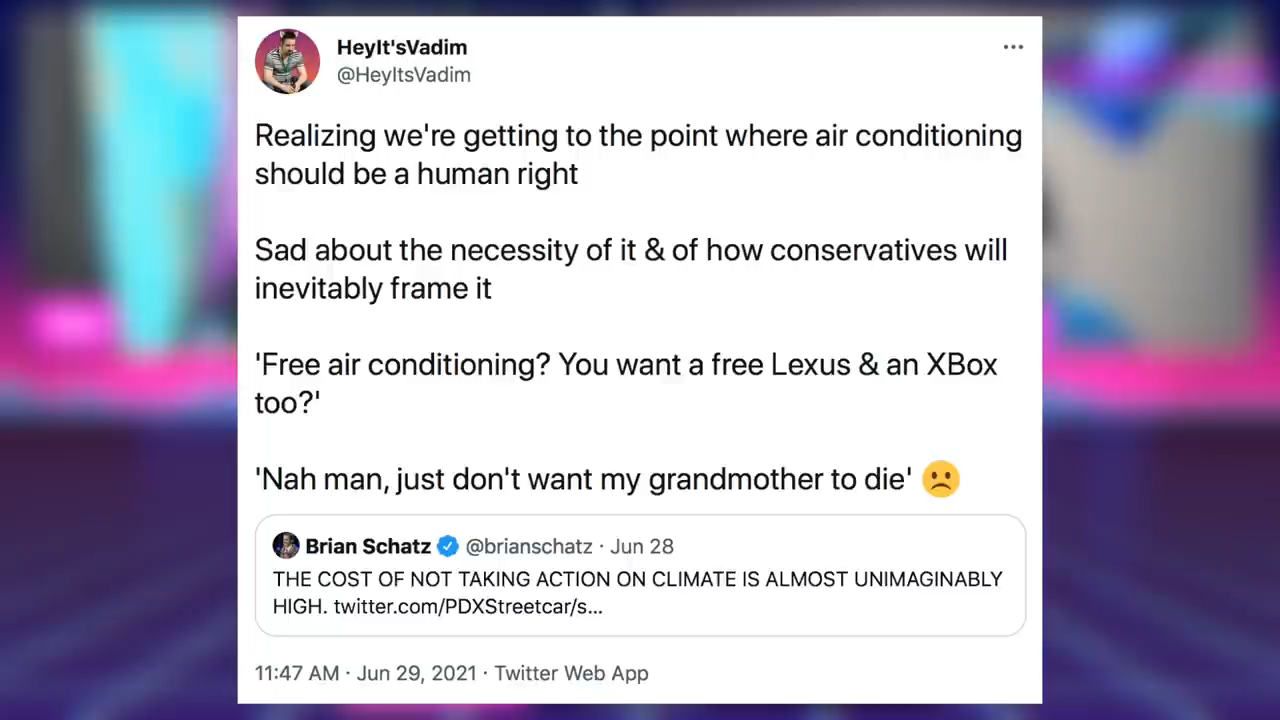 HeyIt'sVadim
@HeyItsVadim
Realizing we're getting to the point where air conditioning
should be a human right
Sad about the necessity of it & of how conservatives will
inevitably frame it
'Free air conditioning? You want a free Lexus & an XBox
too?'
'Nah man, just don't want my grandmother to die' 🙁
Brian Schatz @brianschatz · Jun 28
THE COST OF NOT TAKING ACTION ON CLIMATE IS ALMOST UNIMAGINABLY
HIGH. twitter.com/PDXStreetcar/s...
11:47 AM · Jun 29, 2021 · Twitter Web App